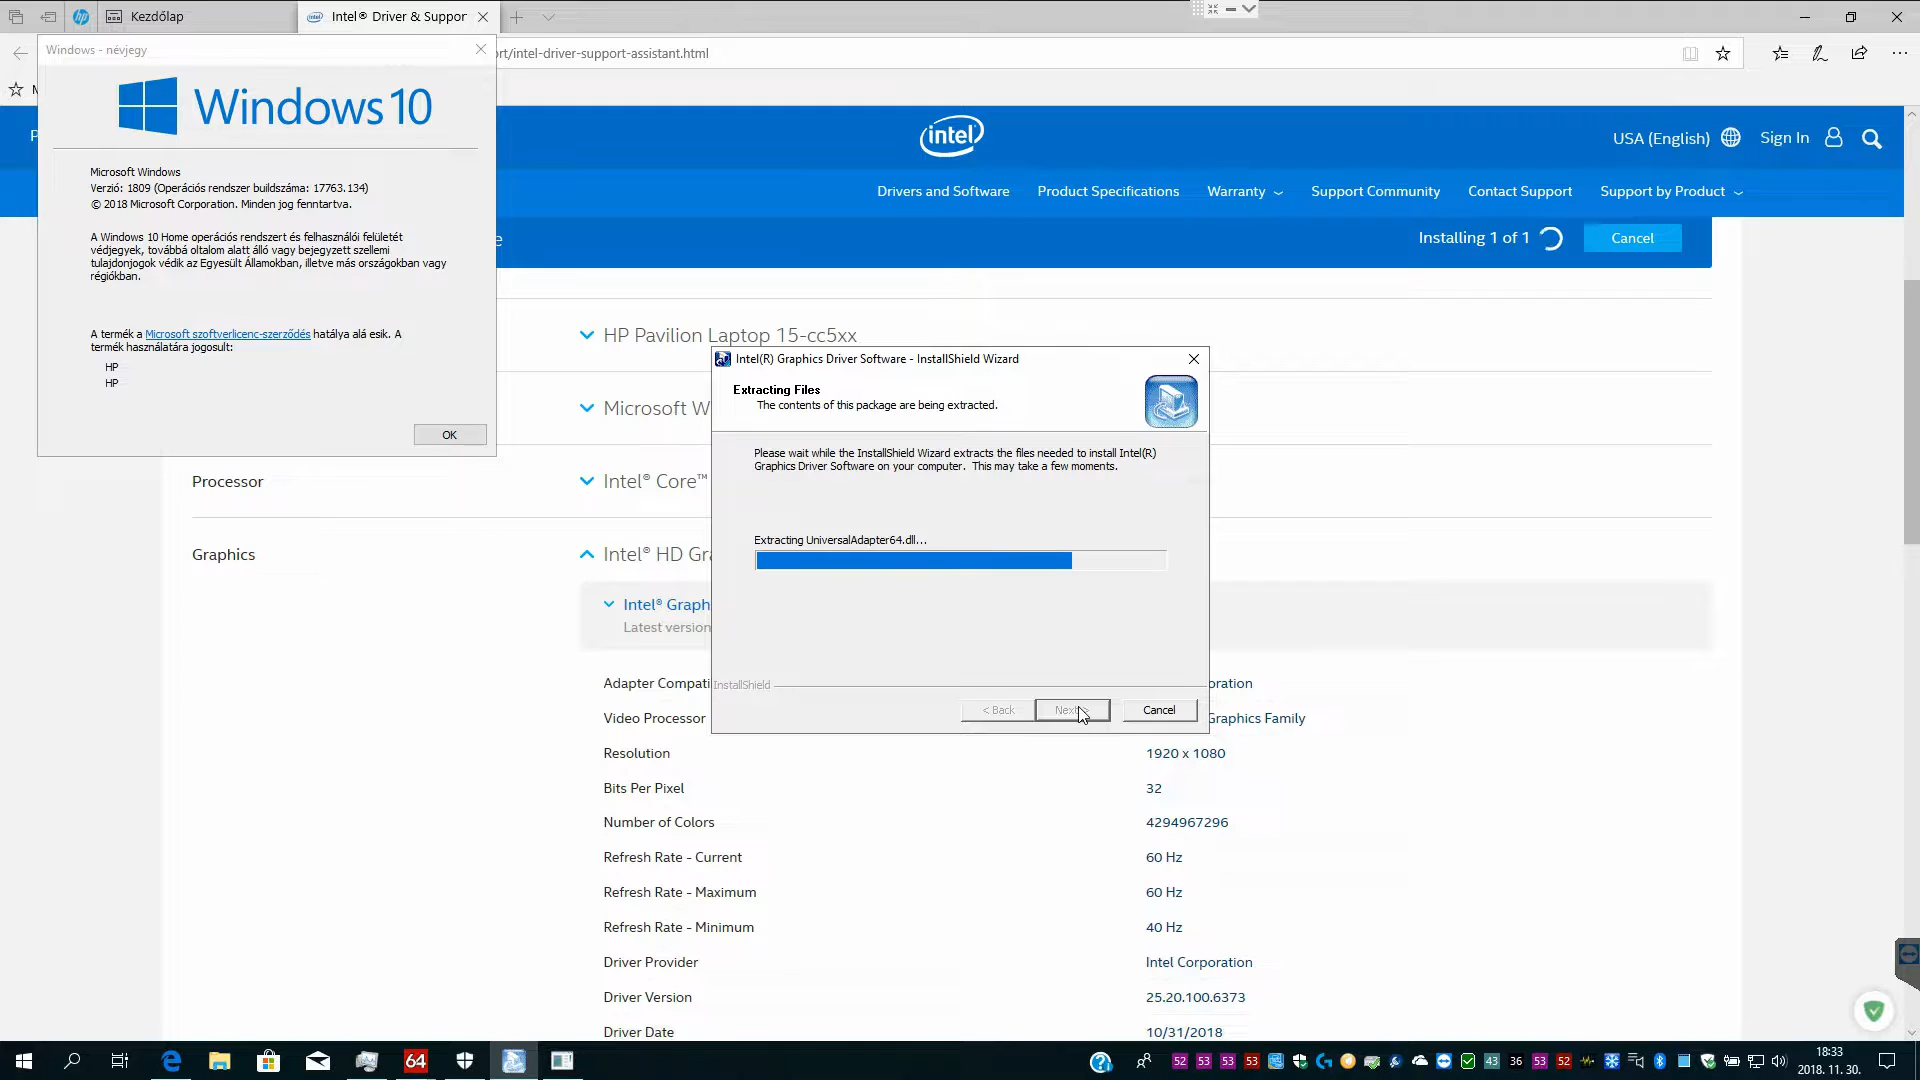 Kezdőlap
Intel® Driver & Suppor
Windows - névjegy
rt/intel-driver-support-assistant.html
Windows 10
intel
USA (English)
Sign In
Drivers and Software
Product Specifications
Warranty
Support Community
Contact Support
Support by Product
Microsoft Windows
Verzió: 1809 (Operációs rendszer buildszáma: 17763.134)
© 2018 Microsoft Corporation. Minden jog fenntartva.
A Windows 10 Home operációs rendszert és felhasználói felületét
védjegyek, továbbá oltalom alatt álló vagy bejegyzett szellemi
tulajdonjogok védik az Egyesült Államokban, illetve más országokban vagy
régiókban.
A termék a Microsoft szoftverlicenc-szerződés hatálya alá esik. A
termék használatára jogosult:
HP
HP
OK
Installing 1 of 1
Cancel
HP Pavilion Laptop 15-cc5xx
Microsoft W
Processor
Intel® Core™
Graphics
Intel® HD Gra
Intel® Graph
Latest version
Intel(R) Graphics Driver Software - InstallShield Wizard
Extracting Files
The contents of this package are being extracted.
Please wait while the InstallShield Wizard extracts the files needed to install Intel(R)
Graphics Driver Software on your computer. This may take a few moments.
Extracting UniversalAdapter64.dll...
InstallShield
< Back
Next
Cancel
Adapter Compati
oration
Video Processor
Graphics Family
Resolution
1920 x 1080
Bits Per Pixel
32
Number of Colors
4294967296
Refresh Rate - Current
60 Hz
Refresh Rate - Maximum
60 Hz
Refresh Rate - Minimum
40 Hz
Driver Provider
Intel Corporation
Driver Version
25.20.100.6373
Driver Date
10/31/2018
64
52 53 53 53
43 36 53 52
18:33
2018. 11. 30.